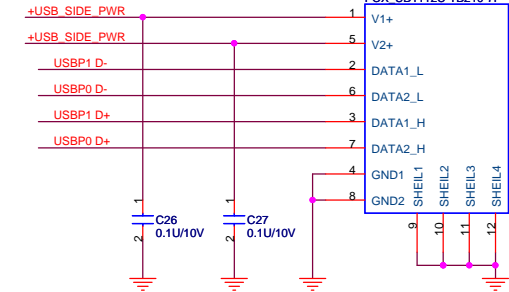 +USB_SIDE_PWR 1 V1+
+USB_SIDE_PWR 5 V2+
USBP1 D- 2 DATA1_L
USBP0 D- 6 DATA2_L
USBP1 D+ 3 DATA1_H
USBP0 D+ 7 DATA2_H
4 GND1
8 GND2
SHEIL1
SHEIL2
SHEIL3
SHEIL4
9
10
11
12
1
C26
0.1U/10V
2
1
C27
0.1U/10V
2